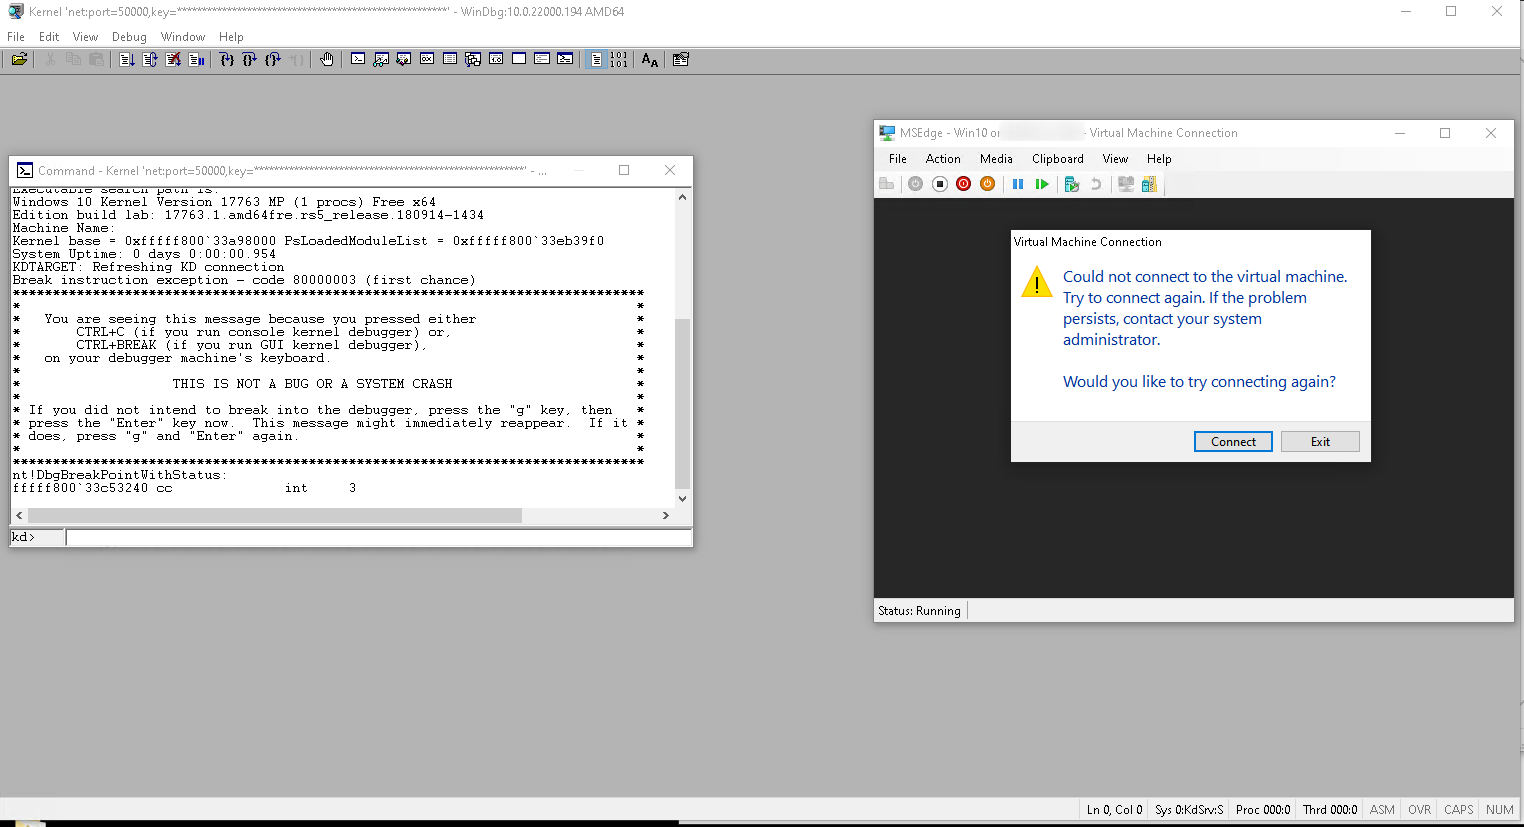 Kernel 'net:port=50000,key=******************************************************' - WinDbg:10.0.22000.194 AMD64
File Edit View Debug Window Help
Command - Kernel 'net:port=50000,key=******************************************************' - ...
Executable search path is:
Windows 10 Kernel Version 17763 MP (1 procs) Free x64
Edition build lab: 17763.1.amd64fre.rs5_release.180914-1434
Machine Name:
Kernel base = 0xfffff800`33a98000 PsLoadedModuleList = 0xfffff800`33eb39f0
System Uptime: 0 days 0:00:00.954
KDTARGET: Refreshing KD connection
Break instruction exception - code 80000003 (first chance)
*******************************************************************************
* *
* You are seeing this message because you pressed either *
* CTRL+C (if you run console kernel debugger) or, *
* CTRL+BREAK (if you run GUI kernel debugger), *
* on your debugger machine's keyboard. *
* *
* THIS IS NOT A BUG OR A SYSTEM CRASH *
* *
* If you did not intend to break into the debugger, press the "g" key, then *
* press the "Enter" key now. This message might immediately reappear. If it *
* does, press "g" and "Enter" again. *
* *
*******************************************************************************
nt!DbgBreakPointWithStatus:
fffff800`33c53240 cc int 3
kd>
MSEdge - Win10 on - Virtual Machine Connection
File Action Media Clipboard View Help
Virtual Machine Connection
Could not connect to the virtual machine.
Try to connect again. If the problem
persists, contact your system
administrator.
Would you like to try connecting again?
Connect Exit
Status: Running
Ln 0, Col 0 Sys 0:KdSrv:S Proc 000:0 Thrd 000:0 ASM OVR CAPS NUM